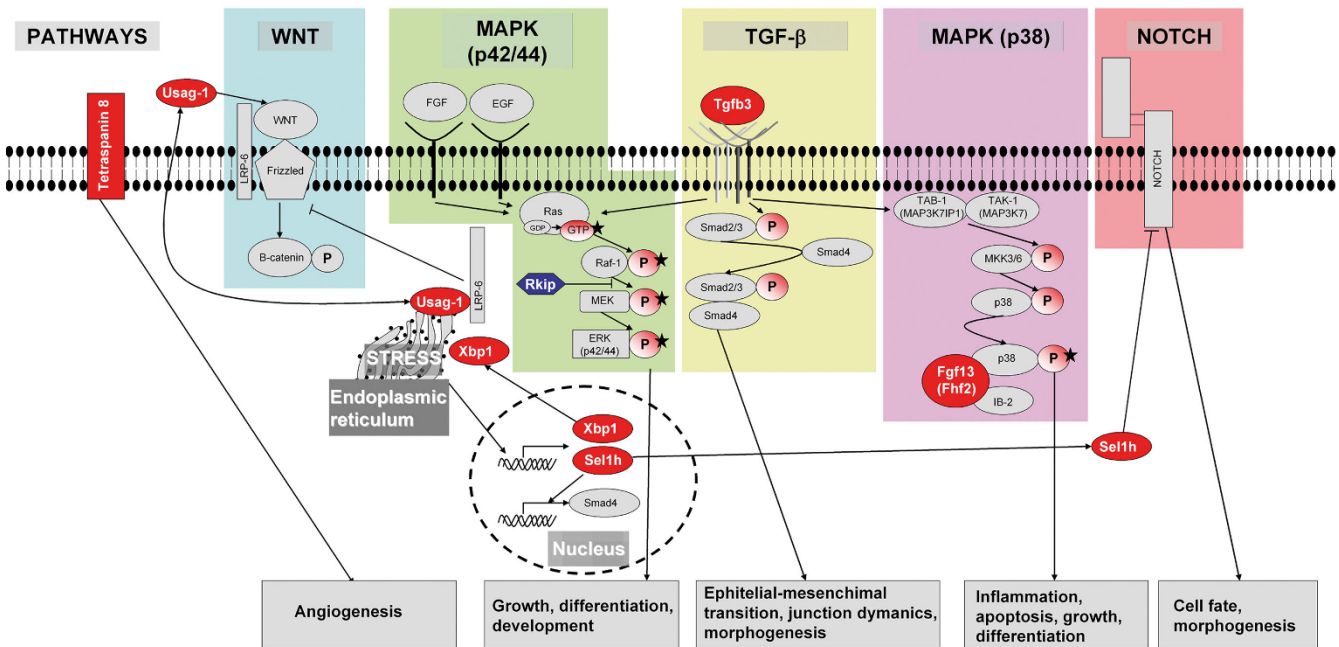 PATHWAYS
WNT
MAPK
(p42/44)
TGF-β
MAPK (p38)
NOTCH
Tetraspanin 8
Usag-1
WNT
LRP-6
Frizzled
B-catenin
P
FGF
EGF
Ras
GDP
GTP
Raf-1
P
Rkip
MEK
P
ERK
(p42/44)
P
Tgfb3
Smad2/3
P
Smad4
Smad2/3
P
Smad4
TAB-1
(MAP3K7IP1)
TAK-1
(MAP3K7)
P
MKK3/6
P
p38
p38
P
Fgf13
(Fhf2)
IB-2
NOTCH
Sel1h
LRP-6
Usag-1
STRESS
Xbp1
Endoplasmic
reticulum
Xbp1
Sel1h
Smad4
Nucleus
Angiogenesis
Growth, differentiation,
development
Ephitelial-mesenchimal
transition, junction dymanics,
morphogenesis
Inflammation,
apoptosis, growth,
differentiation
Cell fate,
morphogenesis